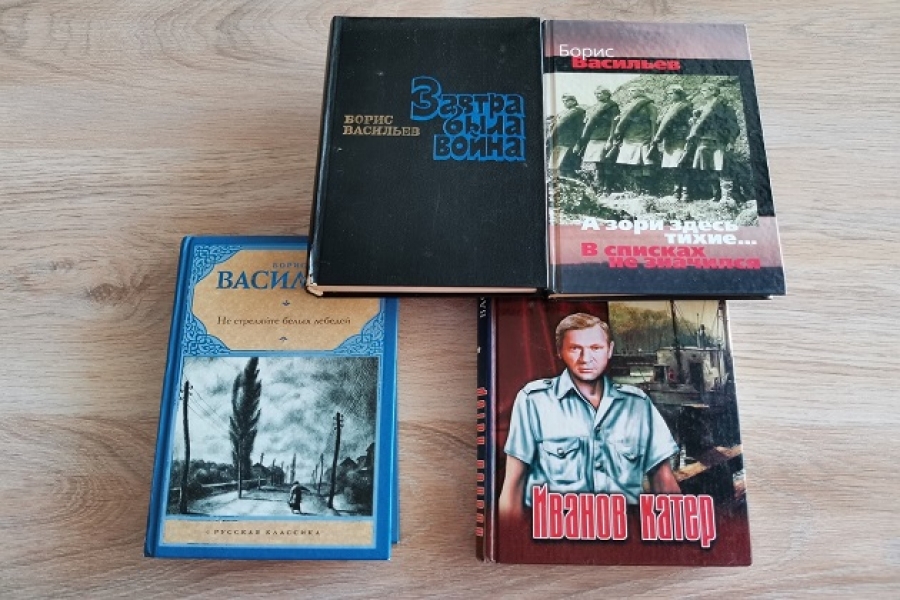 БОРИС
ВАСИЛЬЕВ
Завтра
была
война
Борис
Васильев
А зори здесь
тихие...
В списках
не значился
БОРИС
ВАСИЛ
Не стреляйте белых лебедей
РУССКАЯ КЛАССИКА
Иванов катер